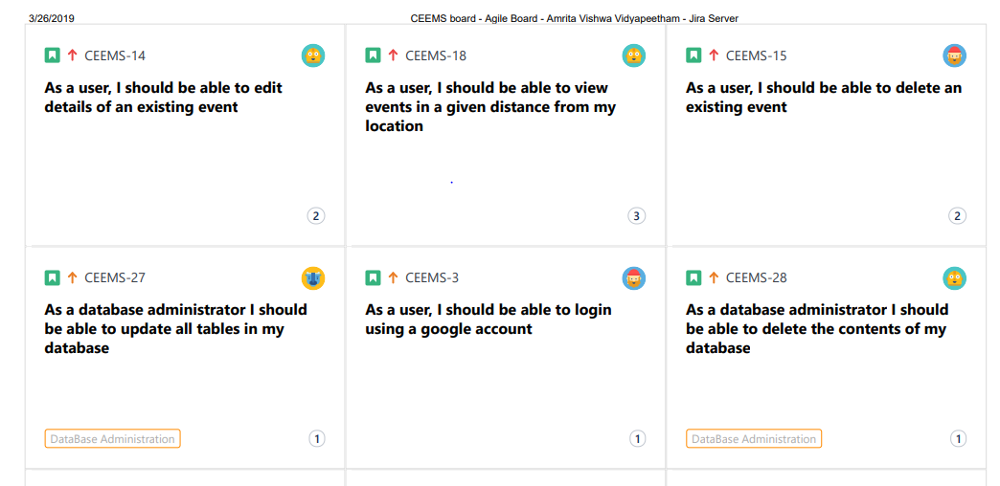 3/26/2019
CEEMS board - Agile Board - Amrita Vishwa Vidyapeetham - Jira Server
CEEMS-14
As a user, I should be able to edit
details of an existing event
2
CEEMS-18
As a user, I should be able to view
events in a given distance from my
location
3
CEEMS-15
As a user, I should be able to delete an
existing event
2
CEEMS-27
As a database administrator I should
be able to update all tables in my
database
DataBase Administration
1
CEEMS-3
As a user, I should be able to login
using a google account
1
CEEMS-28
As a database administrator I should
be able to delete the contents of my
database
DataBase Administration
1